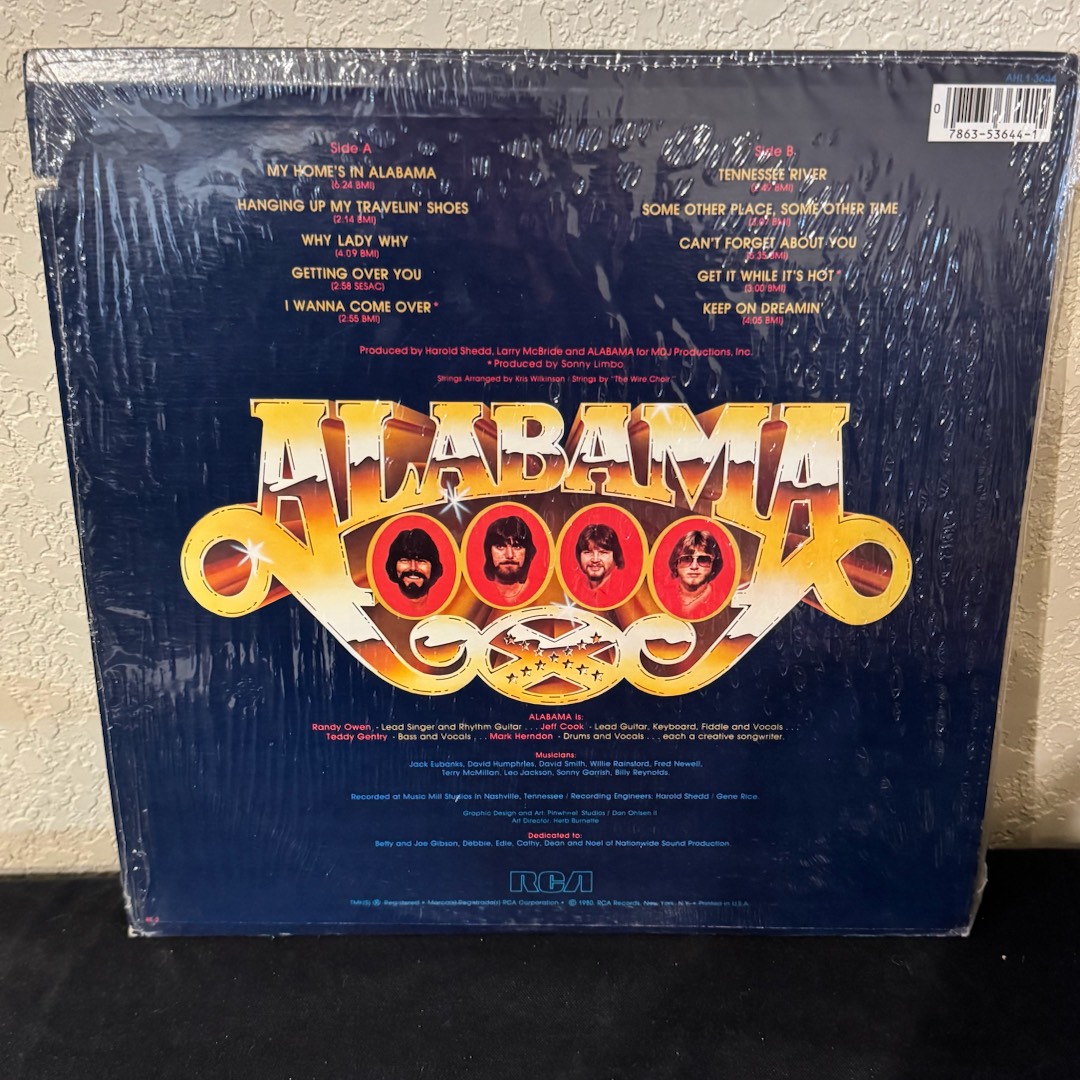 AHL1-3644
0
7863-53644-1
Side A
MY HOME'S IN ALABAMA
(6:24 BMI)
HANGING UP MY TRAVELIN' SHOES
(2:14 BMI)
WHY LADY WHY
(4:09 BMI)
GETTING OVER YOU
(2:58 SESAC)
I WANNA COME OVER*
(2:55 BMI)
Side B
TENNESSEE RIVER
BMI)
SOME OTHER PLACE, SOME OTHER TIME
BMI)
CAN'T FORGET ABOUT YOU
BMI)
GET IT WHILE IT'S HOT*
(3:00 BMI)
KEEP ON DREAMIN'
(4:05 BMI)
Produced by Harold Shedd, Larry McBride and ALABAMA for MDJ Productions, Inc.
*Produced by Sonny Limbo
Strings Arranged by Kris Wilkinson / Strings by "The Wire Choir"
ALABAMA
ALABAMA is:
Randy Owen - Lead Singer and Rhythm Guitar . . . Jeff Cook - Lead Guitar, Keyboard, Fiddle and Vocals . . .
Teddy Gentry - Bass and Vocals . . . Mark Herndon - Drums and Vocals . . . each a creative songwriter.
Musicians:
Jack Eubanks, David Humphries, David Smith, Willie Rainsford, Fred Newell,
Terry McMillan, Leo Jackson, Sonny Garrish, Billy Reynolds.
Recorded at Music Mill Studios in Nashville, Tennessee / Recording Engineers: Harold Shedd / Gene Rice.
Graphic Design and Art: Pinwheel Studios / Dan Ohlsen II
Art Director: Herb Burnette
Dedicated to:
Betty and Joe Gibson, Debbie, Edie, Cathy, Dean and Noel of Nationwide Sound Production.
RCA
TMK(S) ® Registered • Marca(s) Registrada(s) RCA Corporation • © 1980, RCA Records, New York, N.Y. • Printed in U.S.A.